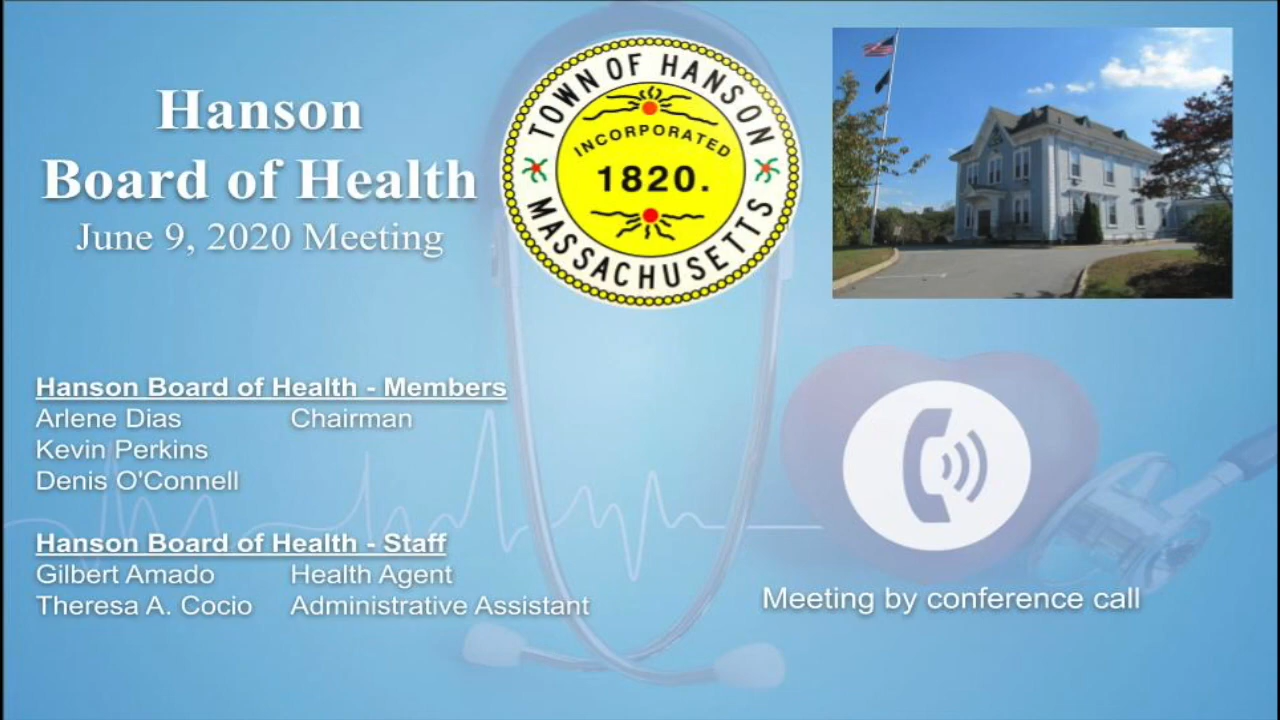 Hanson
Board of Health
June 9, 2020 Meeting
TOWN OF HANSON
INCORPORATED
1820.
MASSACHUSETTS
Hanson Board of Health - Members
Arlene Dias Chairman
Kevin Perkins
Denis O'Connell
Hanson Board of Health - Staff
Gilbert Amado Health Agent
Theresa A. Cocio Administrative Assistant
Meeting by conference call